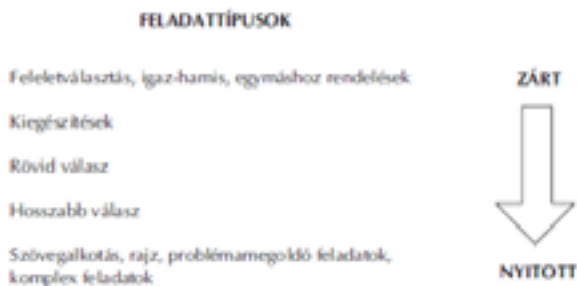 FELADATTÍPUSOK
Feleletválasztás, igaz-hamis, egymáshoz rendelések
ZÁRT
Kiegészítések
Rövid válasz
Hosszabb válasz
Szövegalkotás, rajz, problémamegoldó feladatok,
komplex feladatok
NYITOTT